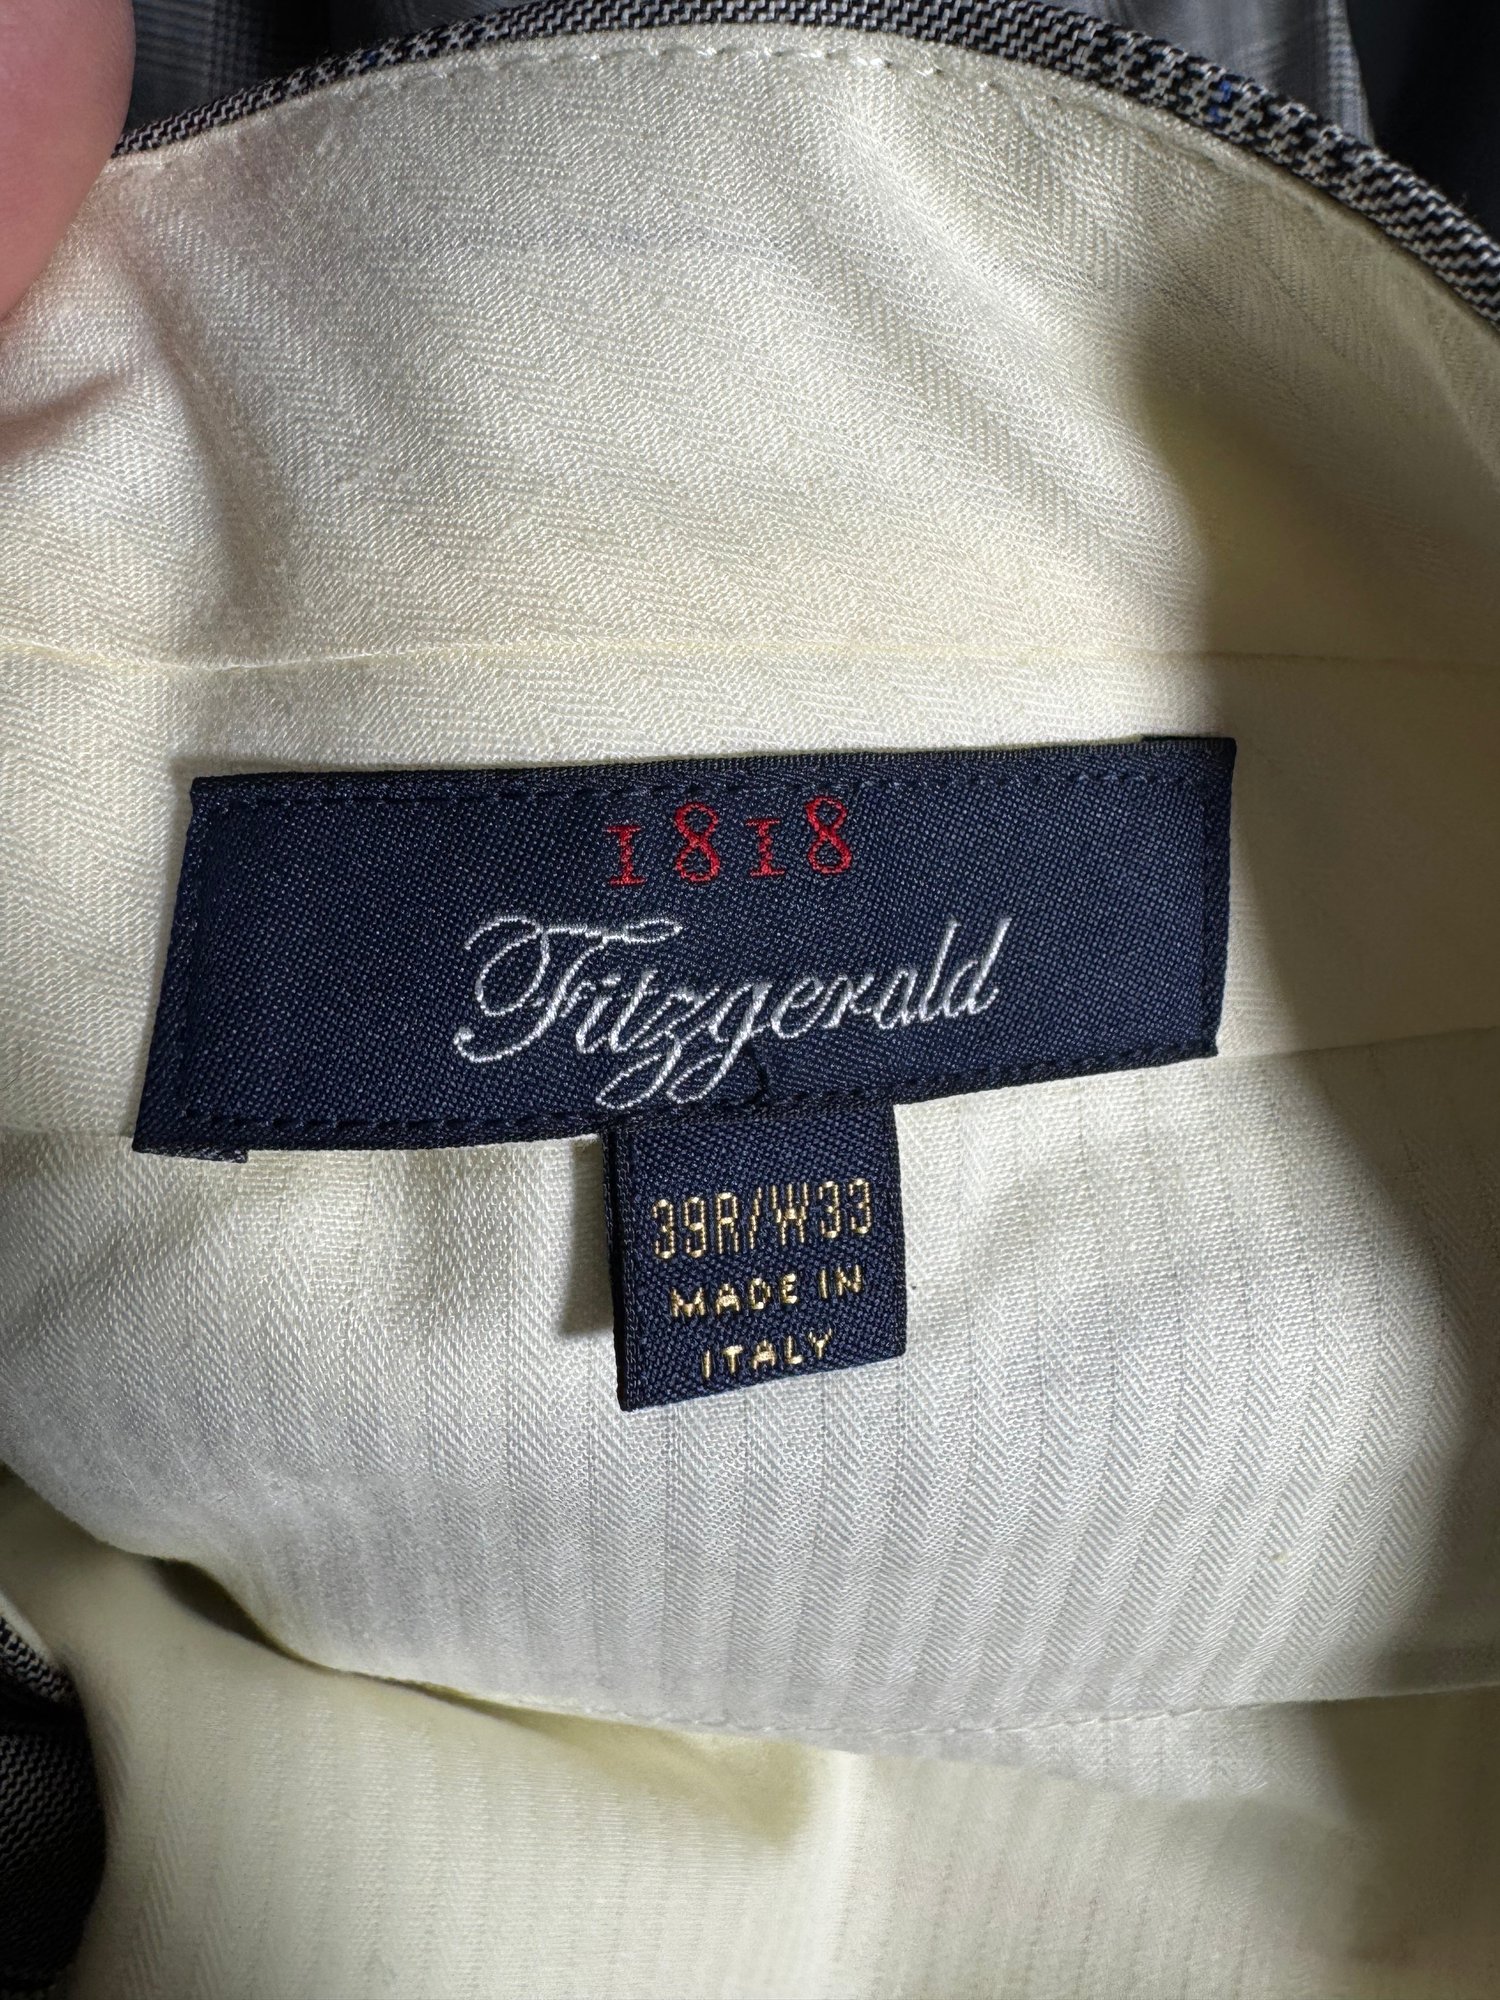 1818
Fitzgerald
39R/W33
MADE IN
ITALY